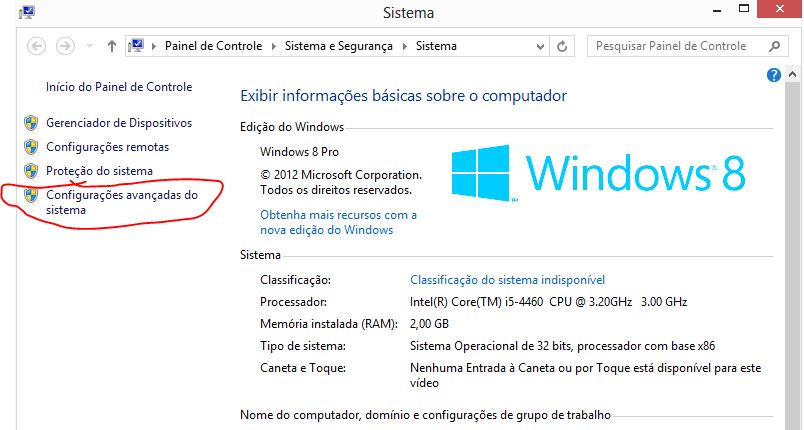 Sistema
Painel de Controle Sistema e Segurança Sistema
Pesquisar Painel de Controle
Início do Painel de Controle
Gerenciador de Dispositivos
Configurações remotas
Proteção do sistema
Configurações avançadas do
sistema
Exibir informações básicas sobre o computador
Edição do Windows
Windows 8 Pro
© 2012 Microsoft Corporation.
Todos os direitos reservados.
Obtenha mais recursos com a
nova edição do Windows
Windows 8
Sistema
Classificação: Classificação do sistema indisponível
Processador: Intel(R) Core(TM) i5-4460 CPU @ 3.20GHz 3.00 GHz
Memória instalada (RAM): 2,00 GB
Tipo de sistema: Sistema Operacional de 32 bits, processador com base x86
Caneta e Toque: Nenhuma Entrada à Caneta ou por Toque está disponível para este
vídeo
Nome do computador, domínio e configurações de grupo de trabalho